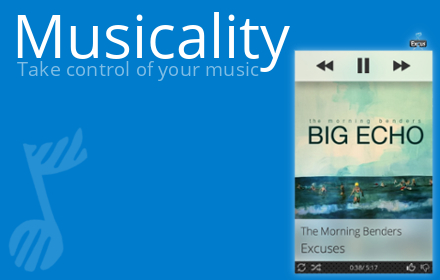 Musicality
Take control of your music
Excus
the morning benders
BIG ECHO
The Morning Benders
Excuses
0:38/5:17